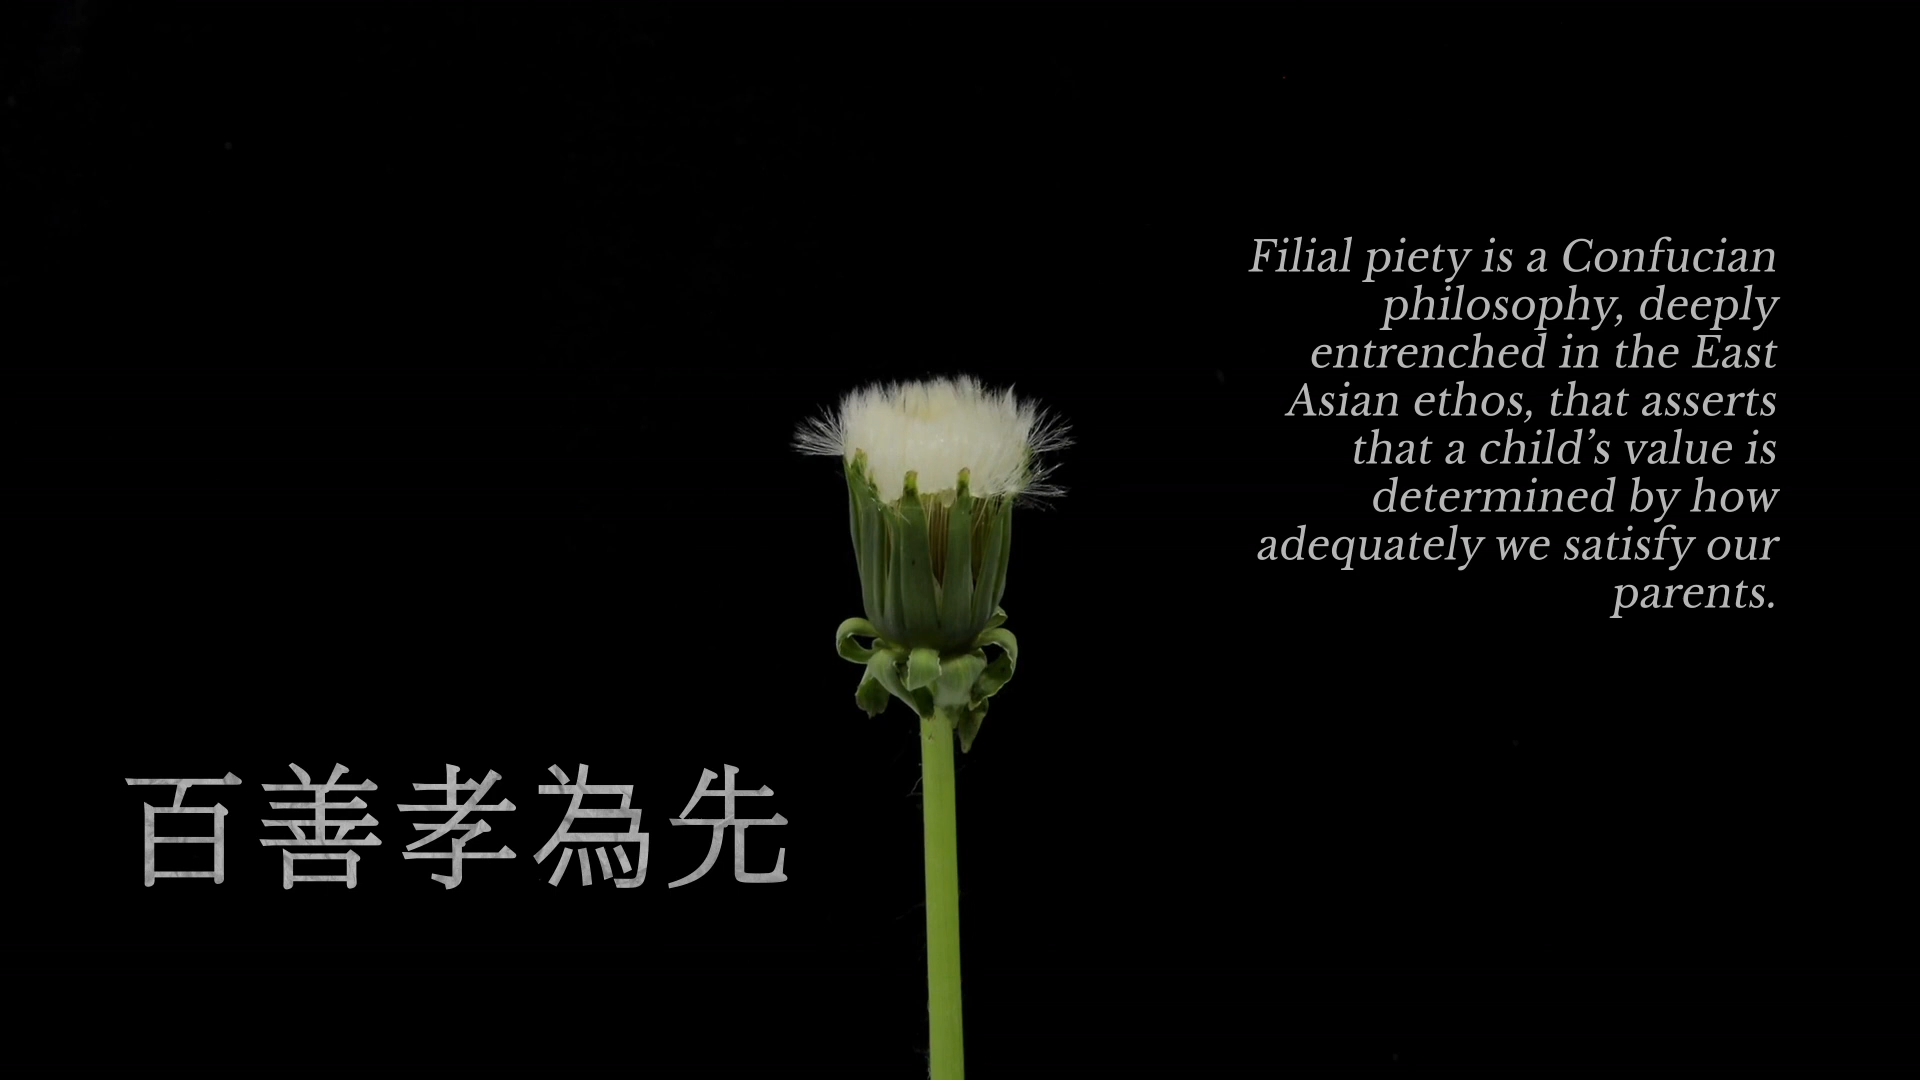 Filial piety is a Confucian
philosophy, deeply
entrenched in the East
Asian ethos, that asserts
that a child’s value is
determined by how
adequately we satisfy our
parents.
百善孝為先